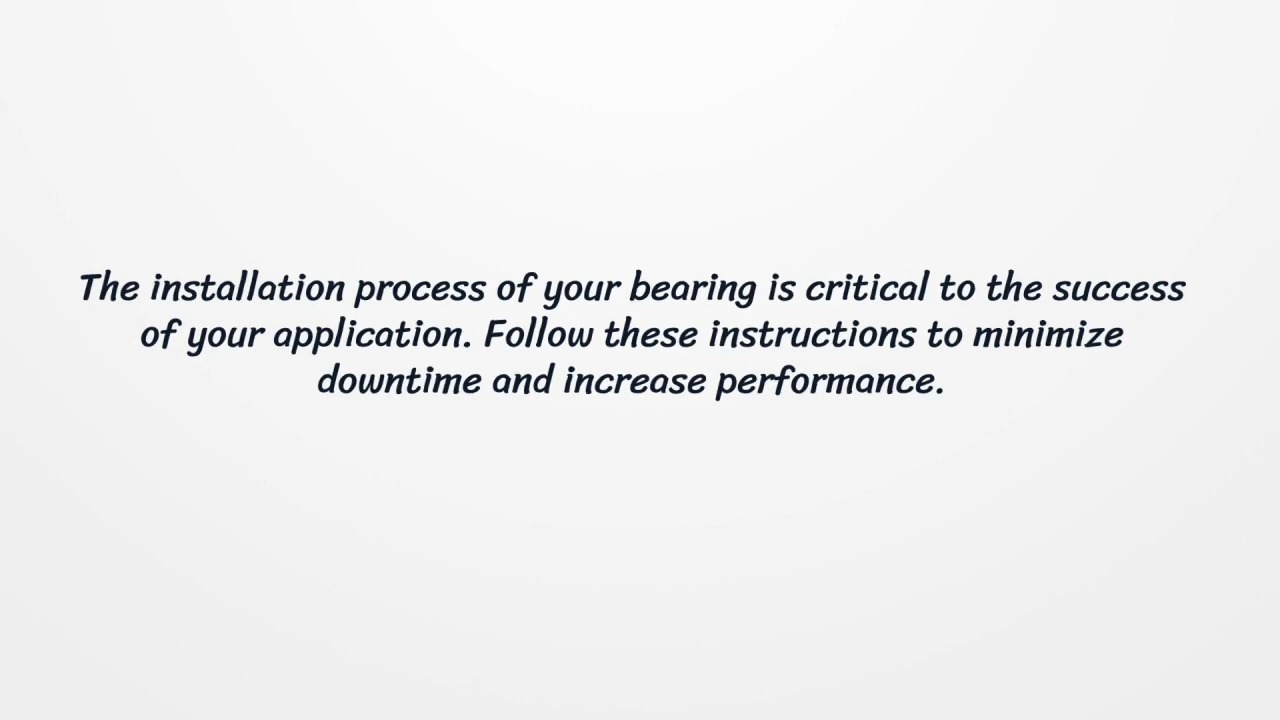 The installation process of your bearing is critical to the success
of your application. Follow these instructions to minimize
downtime and increase performance.